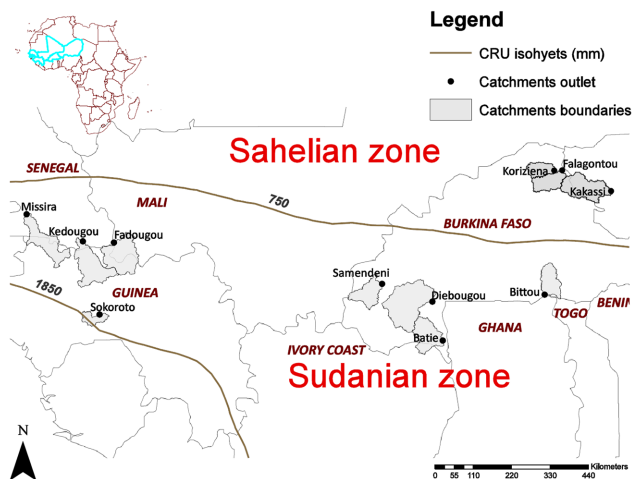 Legend
CRU isohyets (mm)
Catchments outlet
Catchments boundaries
Sahelian zone
SENEGAL
Koriziena
Falagontou
Kakassi
MALI
750
Missira
BURKINA FASO
Kedougou
Fadougou
Samendeni
1850
GUINEA
Diebougou
Bittou
BENIN
Sokoroto
TOGO
GHANA
Batie
IVORY COAST
Sudanian zone
N
Kilometers
0 55 110 220 330 440